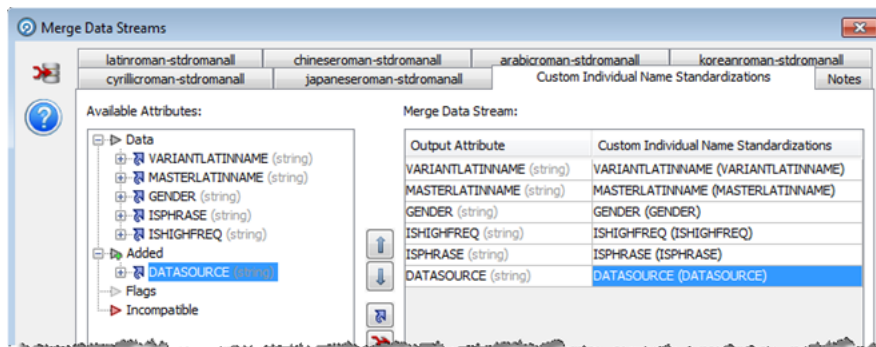 Merge Data Streams
latinroman-stdromanall
chineseroman-stdromanall
arabicroman-stdromanall
koreanroman-stdromanall
cyrillicroman-stdromanall
japaneseroman-stdromanall
Custom Individual Name Standardizations
Notes
Available Attributes:
Data
VARIANTLATINNAME (string)
MASTERLATINNAME (string)
GENDER (string)
ISPHRASE (string)
ISHIGHFREQ (string)
Added
DATASOURCE (string)
Flags
Incompatible
Merge Data Stream:
Output Attribute Custom Individual Name Standardizations
VARIANTLATINNAME (string) VARIANTLATINNAME (VARIANTLATINNAME)
MASTERLATINNAME (string) MASTERLATINNAME (MASTERLATINNAME)
GENDER (string) GENDER (GENDER)
ISHIGHFREQ (string) ISHIGHFREQ (ISHIGHFREQ)
ISPHRASE (string) ISPHRASE (ISPHRASE)
DATASOURCE (string) DATASOURCE (DATASOURCE)